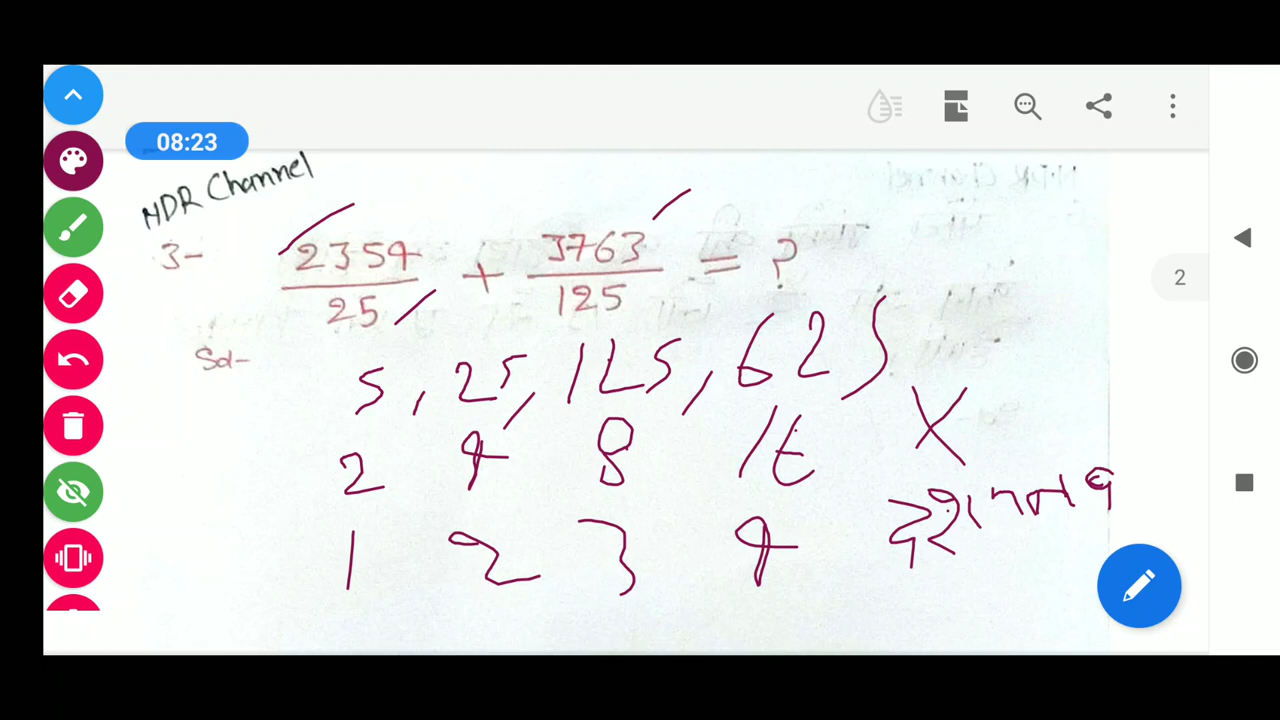 08:23
NDR Channel
3- 2354/25 + 3763/125 = ?
Sol-
5, 25, 125, 625
2 4 8 16 X
1 2 3 4
2